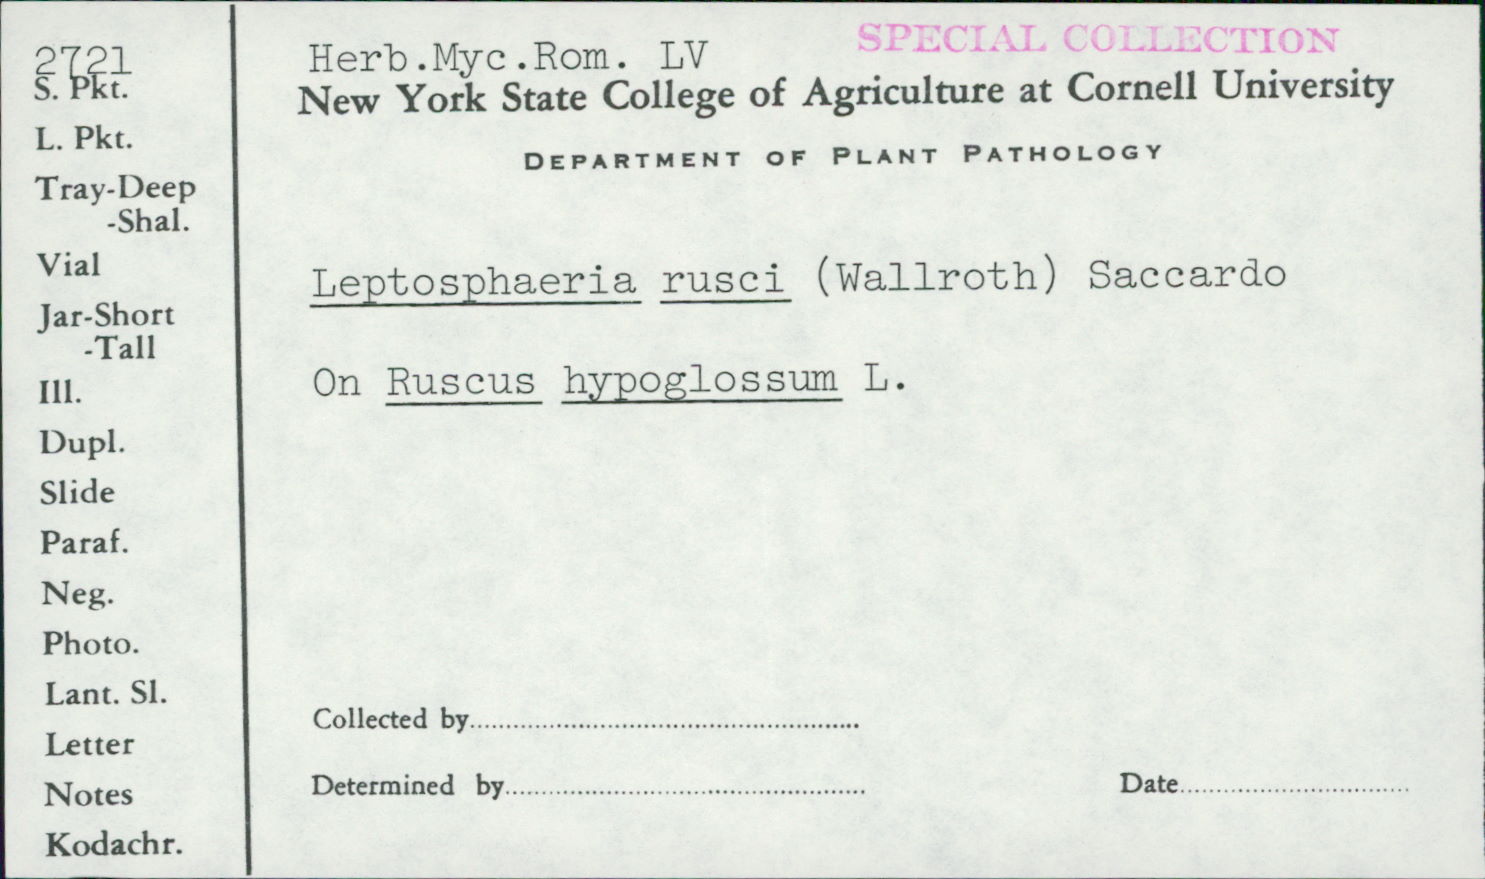 2721
S. Pkt.
L. Pkt.
Tray-Deep
-Shal.
Vial
Jar-Short
-Tall
Ill.
Dupl.
Slide
Paraf.
Neg.
Photo.
Lant. Sl.
Letter
Notes
Kodachr.
SPECIAL COLLECTION
Herb.Myc.Rom. LV
New York State College of Agriculture at Cornell University
DEPARTMENT OF PLANT PATHOLOGY
Leptosphaeria rusci (Wallroth) Saccardo
On Ruscus hypoglossum L.
Collected by
Determined by
Date